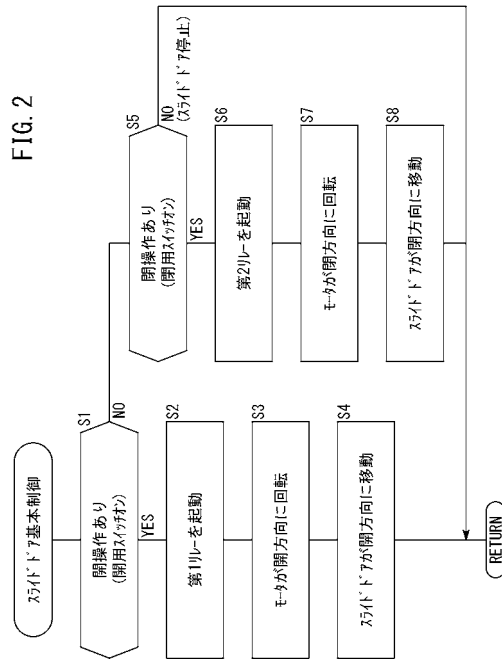 FIG. 2
スライドドア基本制御
S1
開操作あり
(開用スイッチオン)
NO
YES
S2
第1リレーを起動
S3
モータが開方向に回転
S4
スライドドアが開方向に移動
S5
閉操作あり
(閉用スイッチオン)
NO
(スライドドア停止)
YES
S6
第2リレーを起動
S7
モータが閉方向に回転
S8
スライドドアが閉方向に移動
RETURN